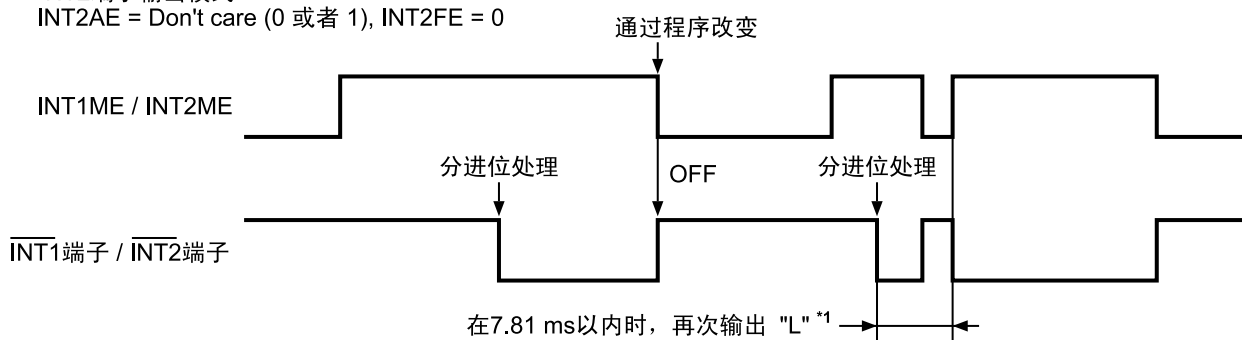 INT2AE = Don't care (0 或者 1), INT2FE = 0
通过程序改变
INT1ME / INT2ME
分进位处理
OFF
分进位处理
INT1端子 / INT2端子
在7.81 ms以内时，再次输出 "L" *1